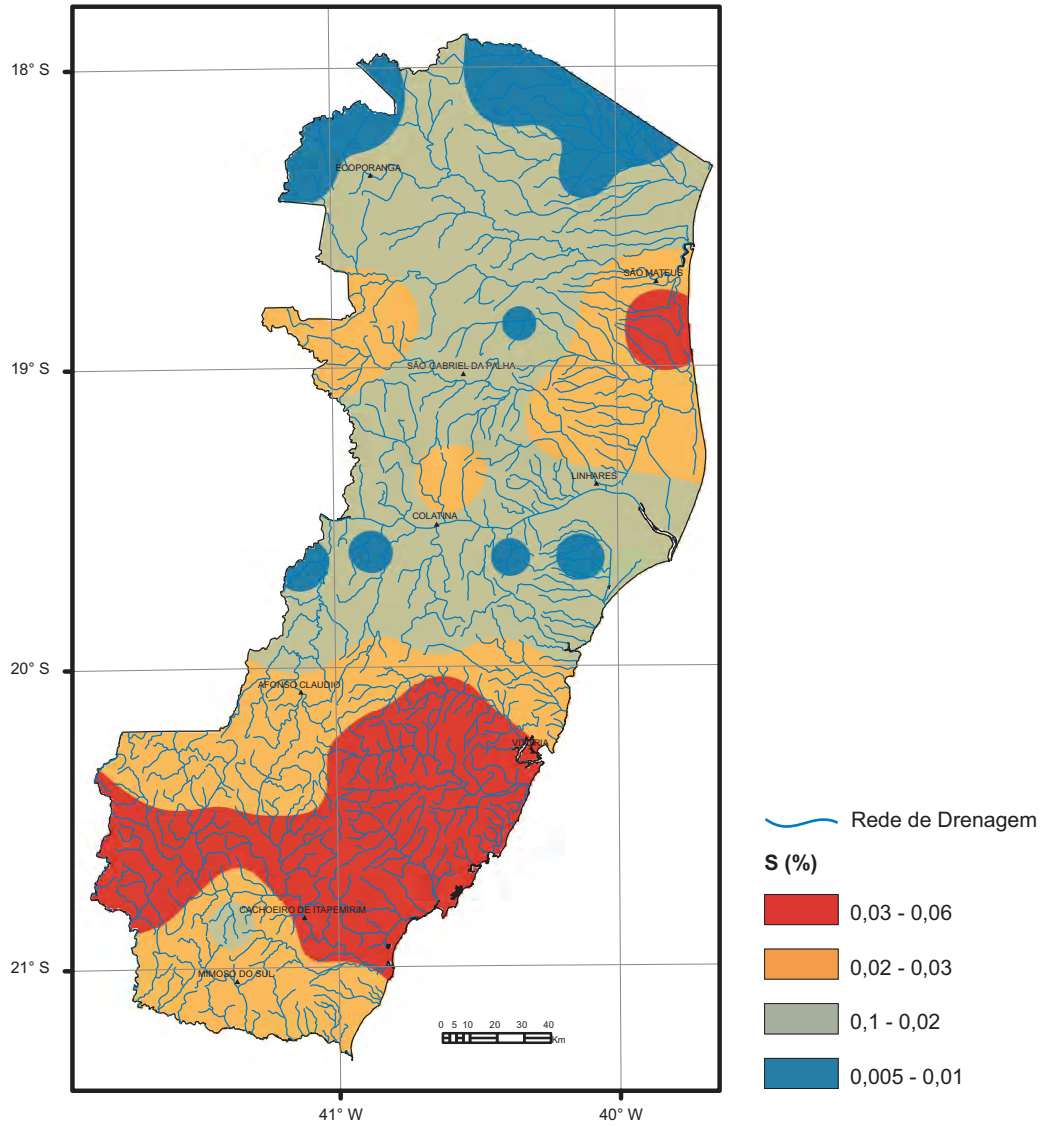 18° S
ECOPORANGA
SÃO MATEUS
19° S
SÃO GABRIEL DA PALHA
LINHARES
COLATINA
20° S
AFONSO CLAUDIO
VITÓRIA
CACHOEIRO DE ITAPEMIRIM
21° S
MIMOSO DO SUL
0 5 10 20 30 40
Km
41° W
40° W
Rede de Drenagem
S (%)
0,03 - 0,06
0,02 - 0,03
0,1 - 0,02
0,005 - 0,01